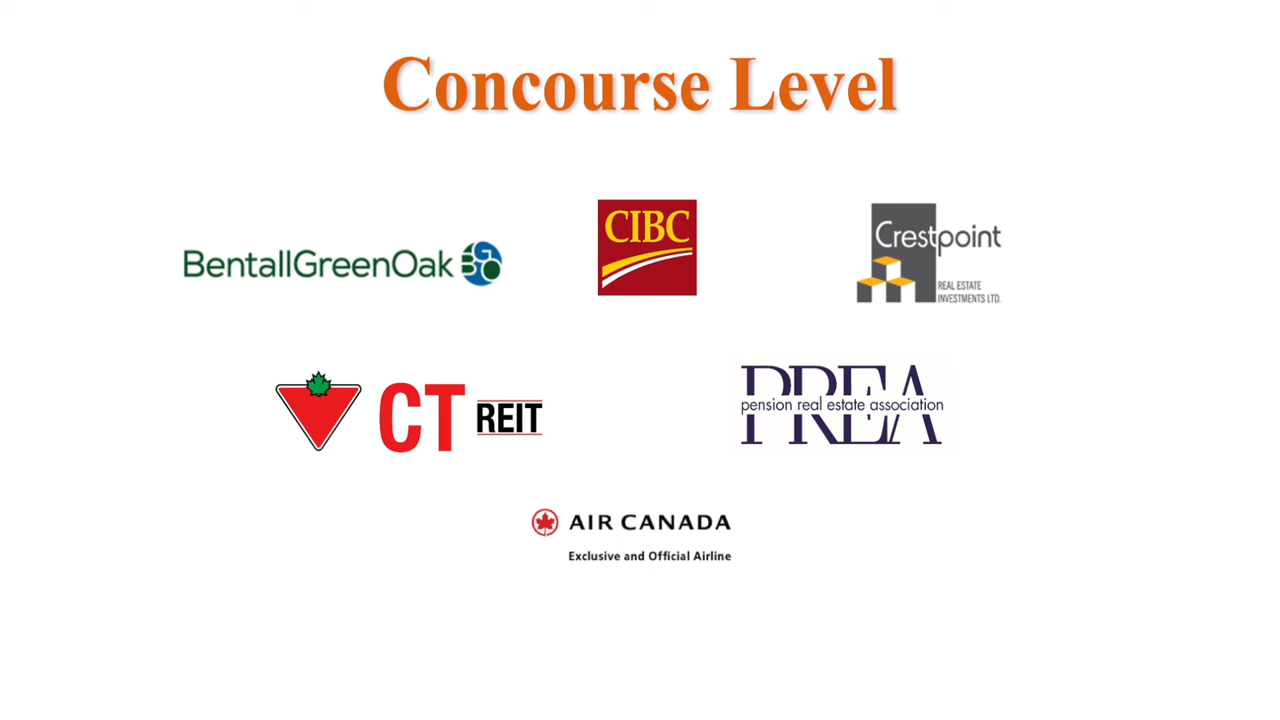 Concourse Level
BentallGreenOak BGO
CIBC
Crestpoint
REAL ESTATE
INVESTMENTS LTD.
CT REIT
PREA
pension real estate association
AIR CANADA
Exclusive and Official Airline